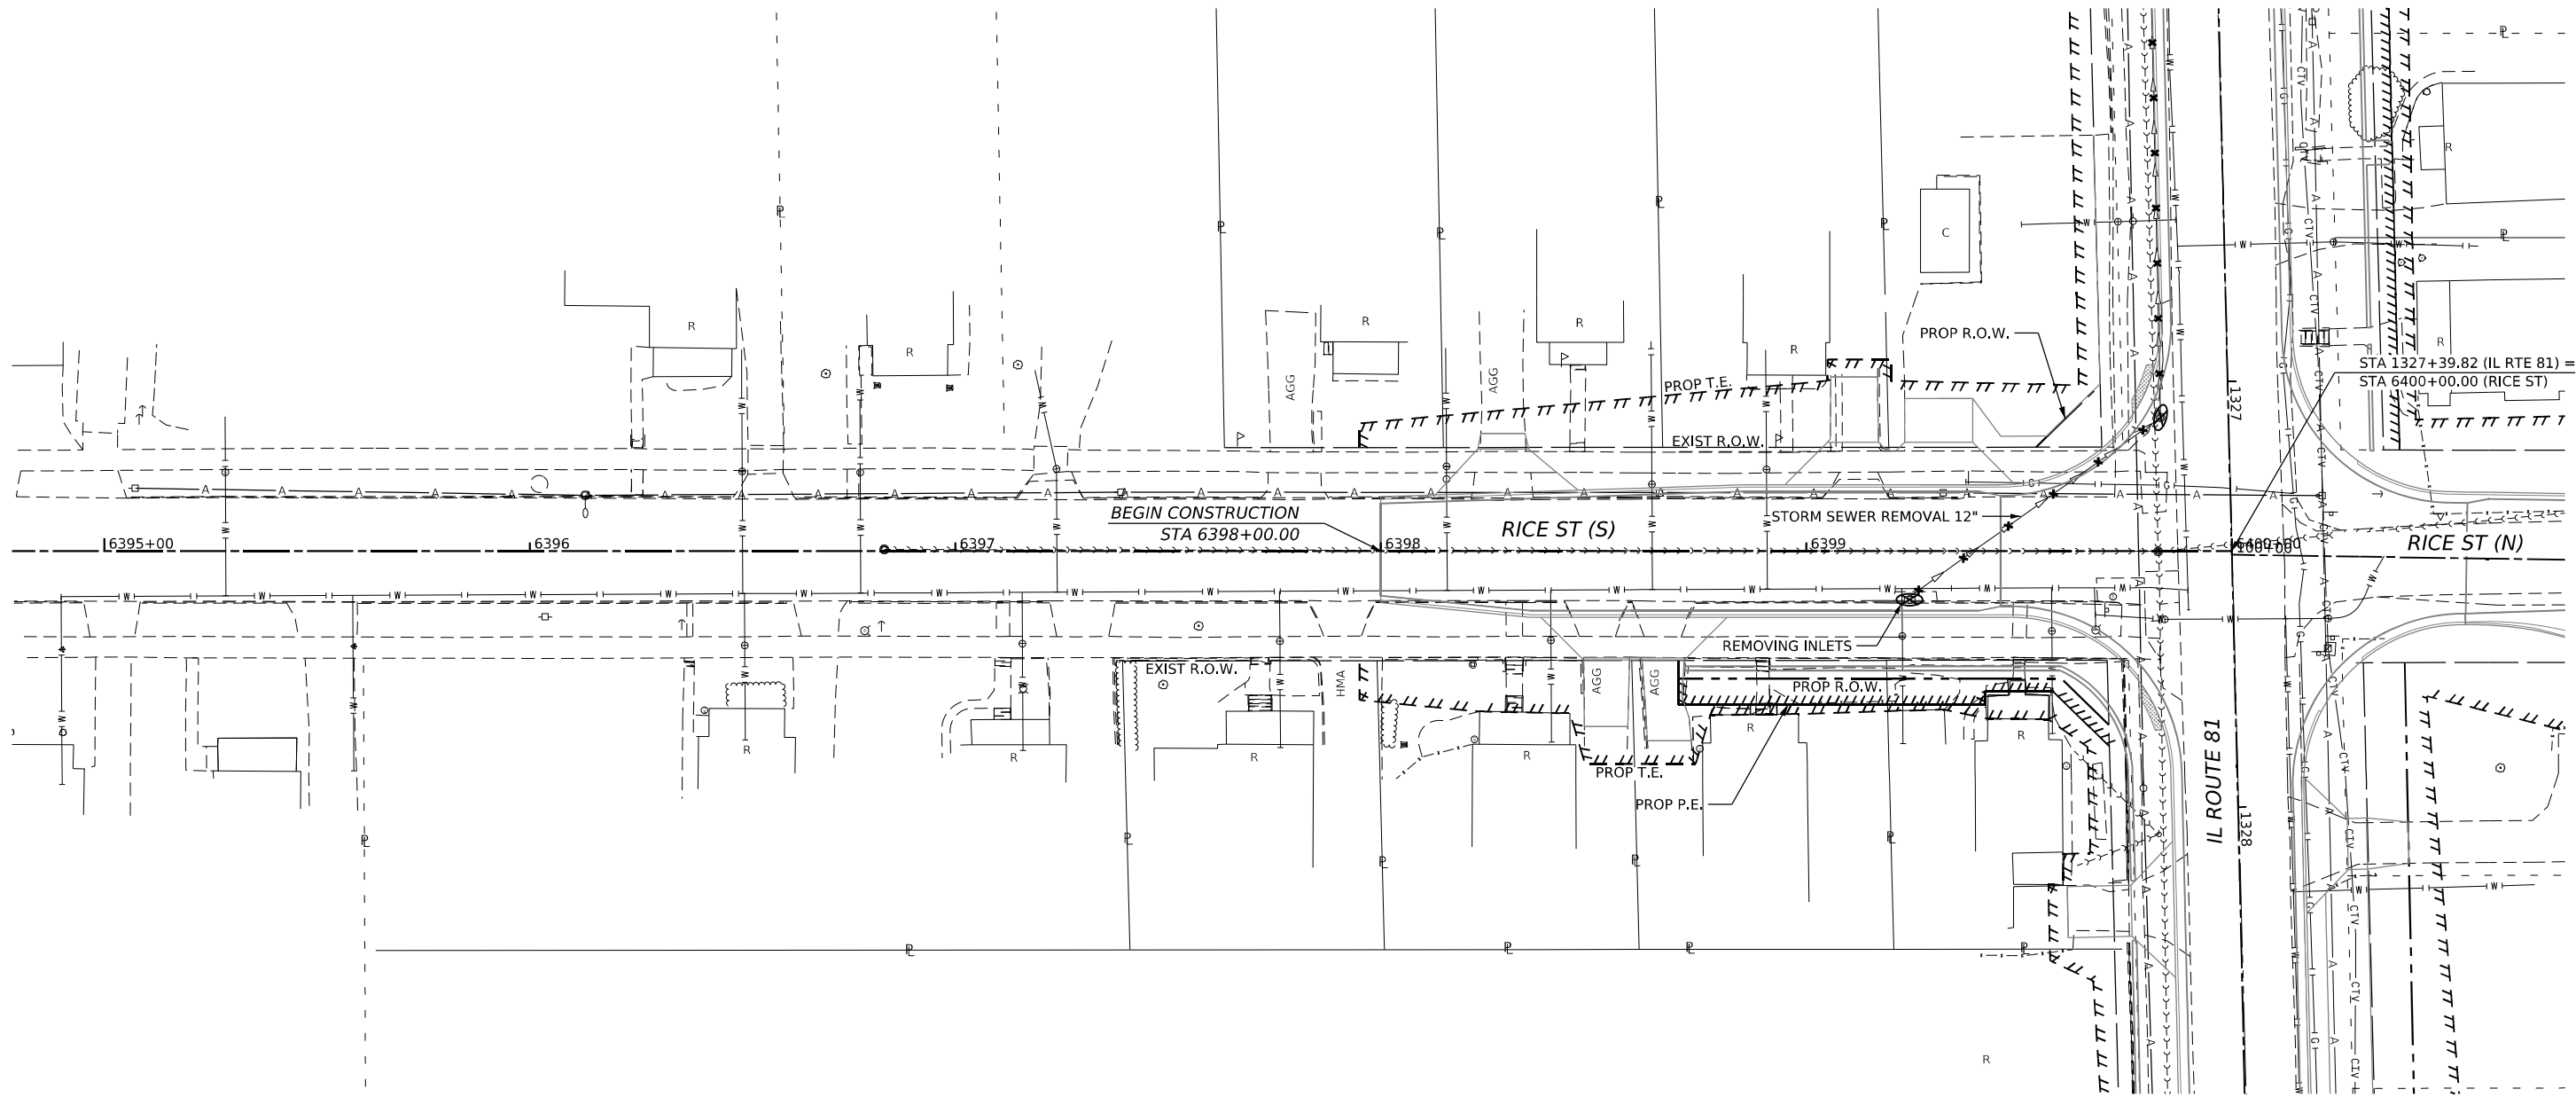 PROP R.O.W.
STA 1327+39.82 (IL RTE 81) =
STA 6400+00.00 (RICE ST)
PROP T.E.
AGG
AGG
EXIST R.O.W.
1327
BEGIN CONSTRUCTION
STA 6398+00.00
RICE ST (S)
STORM SEWER REMOVAL 12"
6395+00
6396
6397
6398
6399
RICE ST (N)
REMOVING INLETS
EXIST R.O.W.
HMA
AGG
AGG
PROP R.O.W.
PROP T.E.
PROP P.E.
IL ROUTE 81
1328
R
R
R
R
R
C
R
R
R
R
R
R
R
R
R
R